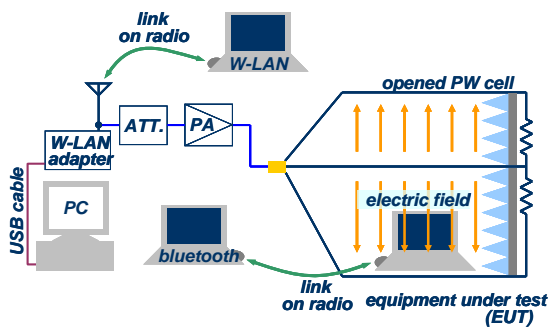 link
on radio
W-LAN
opened PW cell
ATT.
PA
W-LAN
adapter
USB cable
PC
electric field
bluetooth
link
on radio
equipment under test
(EUT)